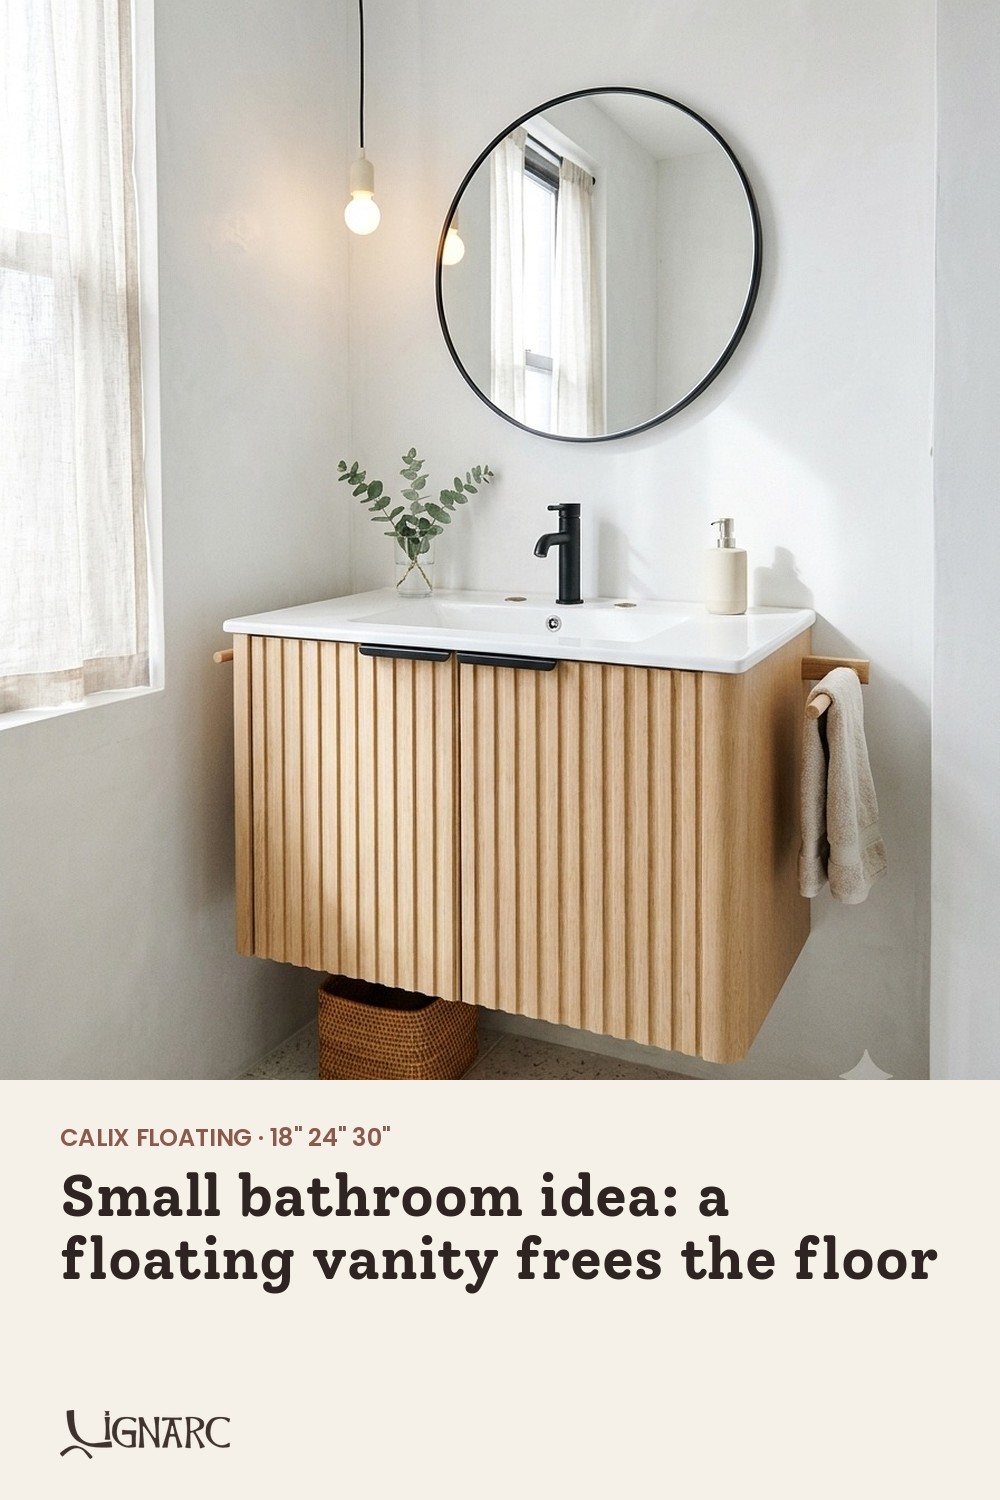 CALIX FLOATING · 18" 24" 30"
Small bathroom idea: a
floating vanity frees the floor
LIGNARC